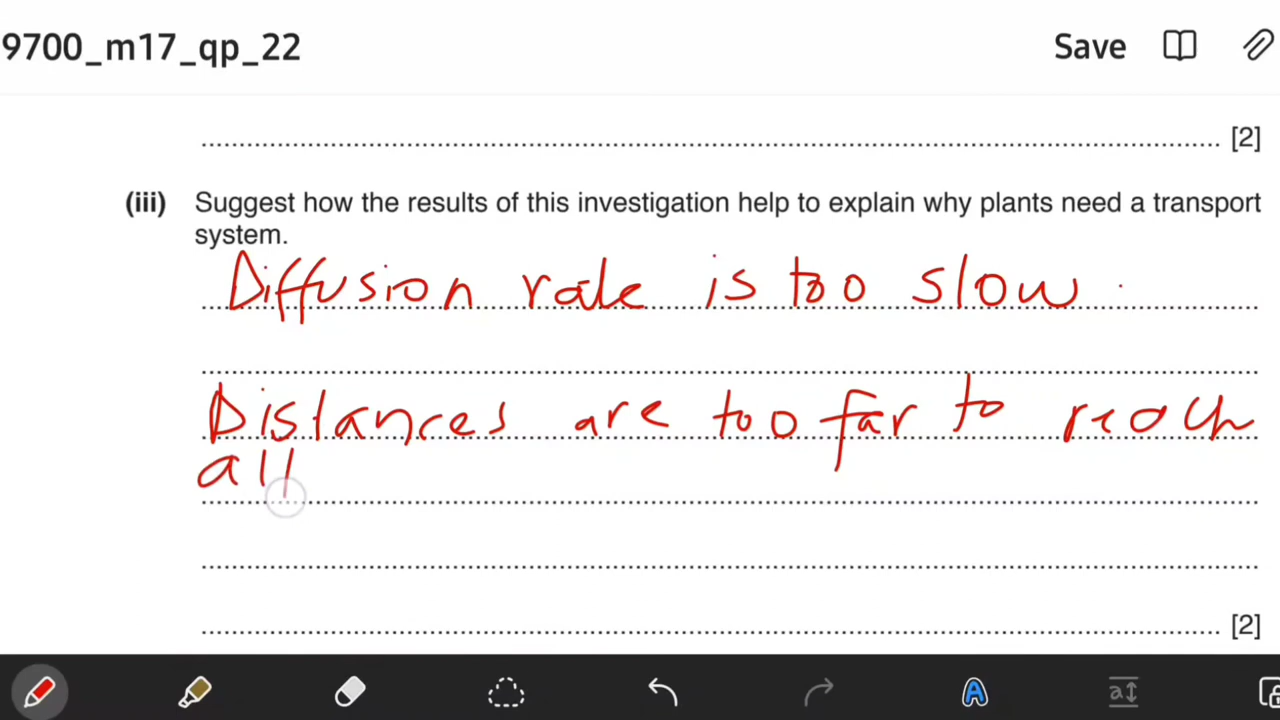 9700_m17_qp_22 Save
[2]
(iii) Suggest how the results of this investigation help to explain why plants need a transport
system.
Diffusion rate is too slow.
Distances are too far to reach
all
[2]